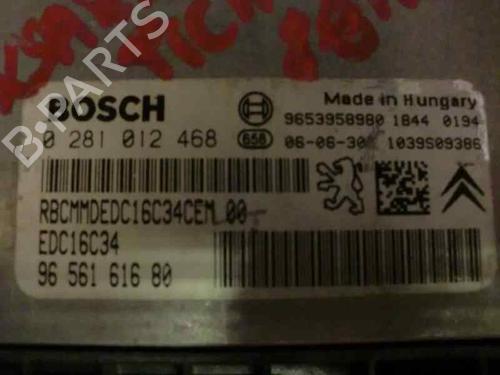 B-PARTS
BOSCH
Made in Hungary
9653958980 1844 0194
0 281 012 468
658
06-06-30
1039S09386
RBCMMDEDC16C34CEM 00
EDC16C34
96 561 616 80